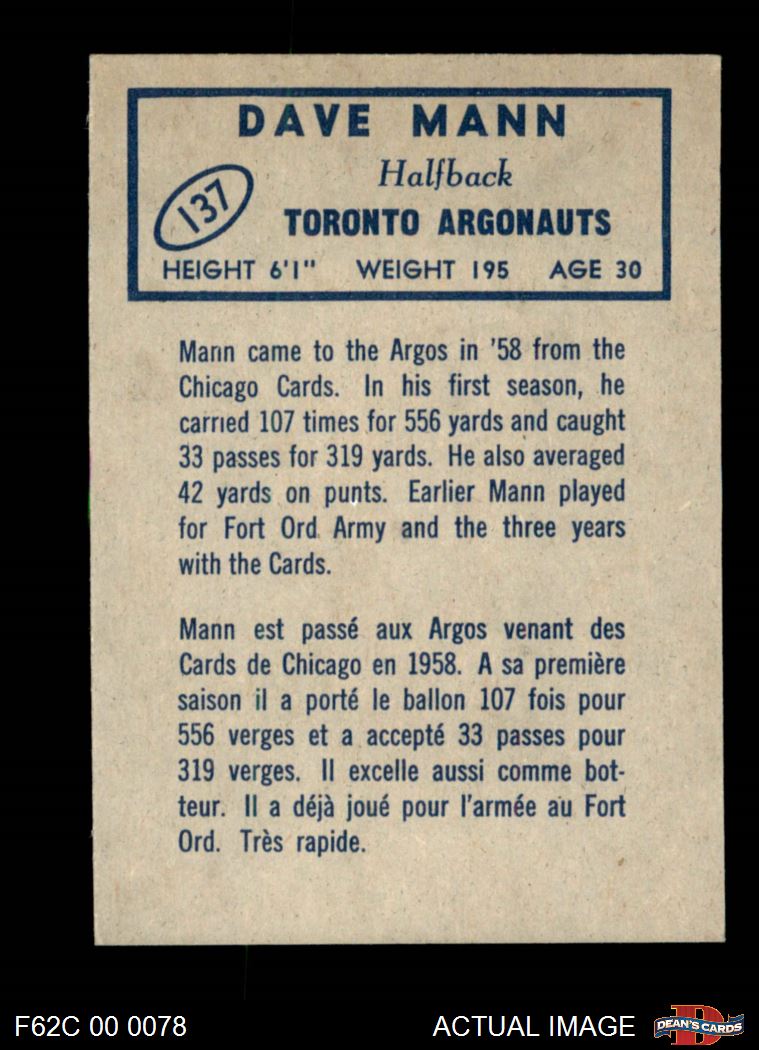 DAVE MANN
Halfback
137
TORONTO ARGONAUTS
HEIGHT 6'1" WEIGHT 195 AGE 30
Mann came to the Argos in '58 from the
Chicago Cards. In his first season, he
carried 107 times for 556 yards and caught
33 passes for 319 yards. He also averaged
42 yards on punts. Earlier Mann played
for Fort Ord Army and the three years
with the Cards.
Mann est passé aux Argos venant des
Cards de Chicago en 1958. A sa première
saison il a porté le ballon 107 fois pour
556 verges et a accepté 33 passes pour
319 verges. Il excelle aussi comme bot-
teur. Il a déjà joué pour l'armée au Fort
Ord. Très rapide.
F62C 00 0078 ACTUAL IMAGE D DEAN'S CARDS